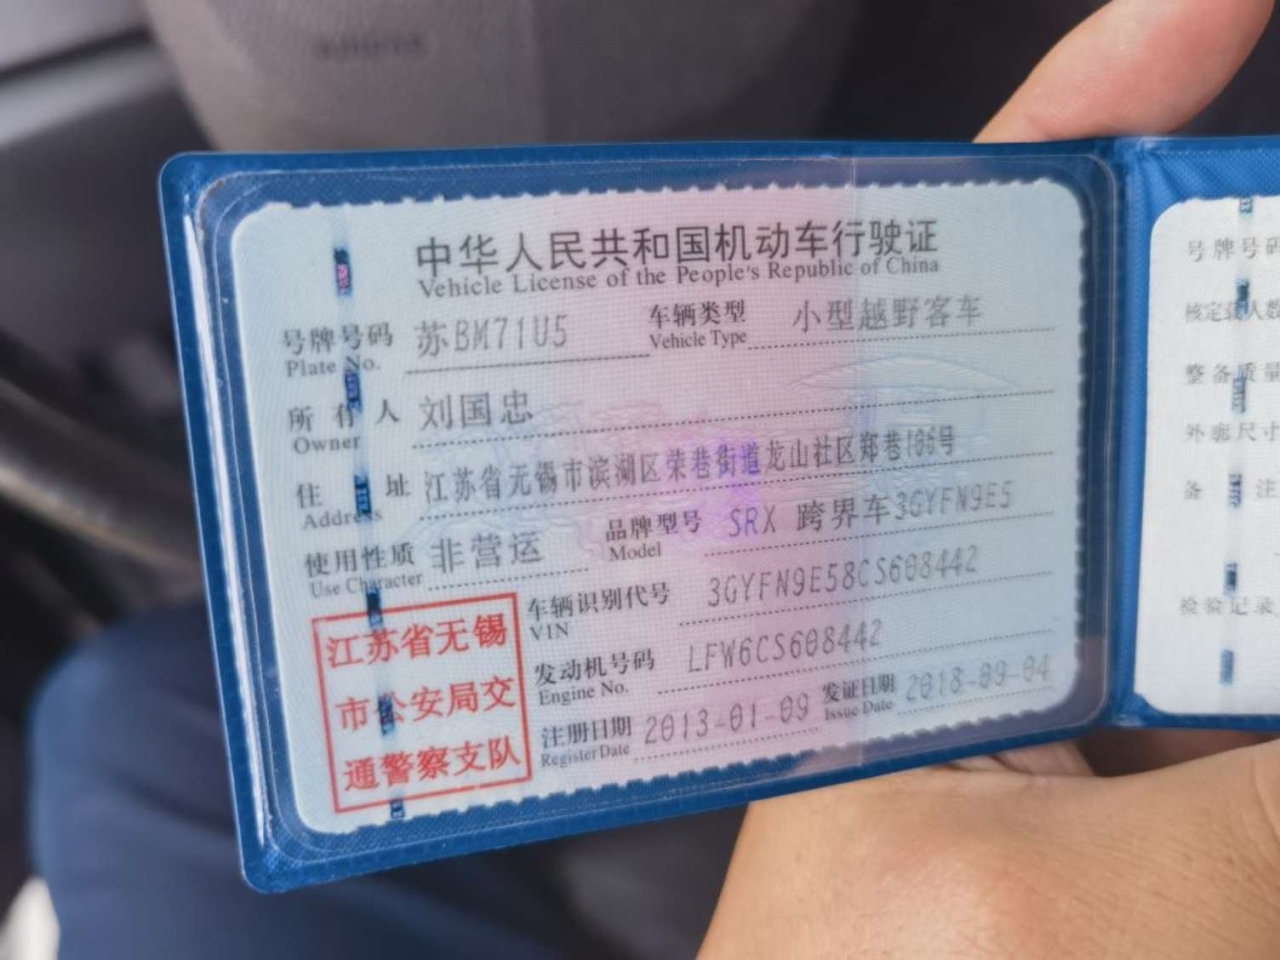 中华人民共和国机动车行驶证
Vehicle License of the People's Republic of China
号牌号码 苏BM71U5 车辆类型 小型越野客车
Plate No. Vehicle Type
所有人 刘国忠
Owner
住址 江苏省无锡市滨湖区荣巷街道龙山社区郑巷106号
Address
品牌型号 SRX 跨界车3GYFN9E5
Model
使用性质 非营运
Use Character
车辆识别代号 3GYFN9E58CS608442
VIN
发动机号码 LFW6CS608442
Engine No.
注册日期 2013-01-09 发证日期 2018-09-04
Register Date Issue Date
江苏省无锡
市公安局交
通警察支队
号牌号码
核定载人数
整备质量
外廓尺寸
备注
检验记录